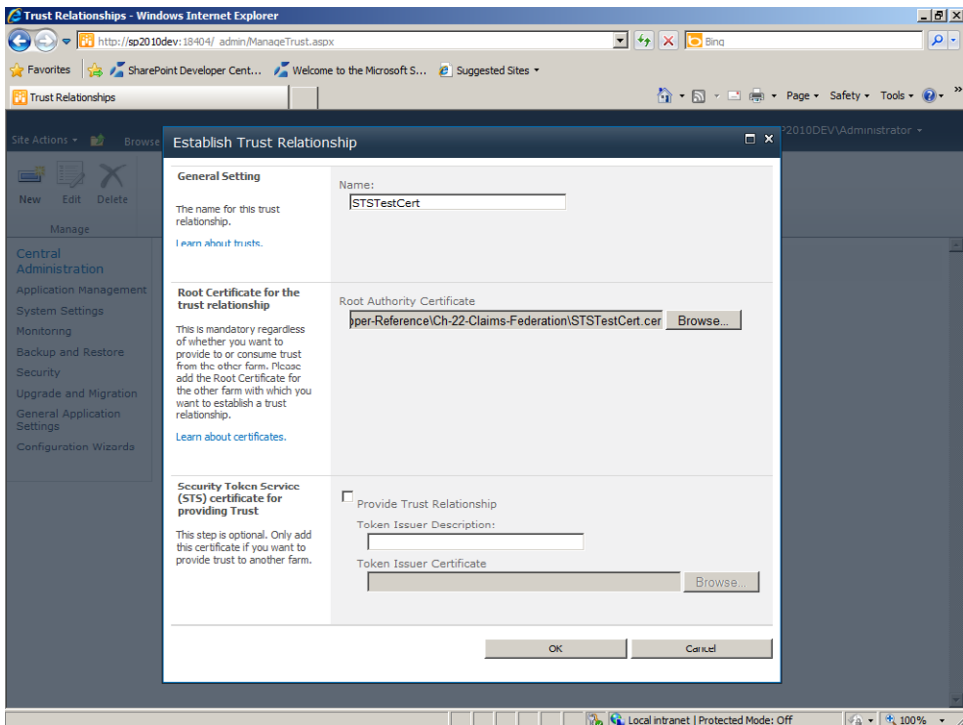 Trust Relationships - Windows Internet Explorer
http://sp2010dev:18404/_admin/ManageTrust.aspx
Bing
Favorites
SharePoint Developer Cent...
Welcome to the Microsoft S...
Suggested Sites
Trust Relationships
Page
Safety
Tools
»
Site Actions
Browse
P2010DEV\Administrator
Establish Trust Relationship
New
Edit
Delete
Manage
Central
Administration
Application Management
System Settings
Monitoring
Backup and Restore
Security
Upgrade and Migration
General Application
Settings
Configuration Wizards
General Setting
The name for this trust
relationship.
Learn about trusts.
Name:
STSTestCert
Root Certificate for the
trust relationship
This is mandatory regardless
of whether you want to
provide to or consume trust
from the other farm. Please
add the Root Certificate for
the other farm with which you
want to establish a trust
relationship.
Learn about certificates.
Root Authority Certificate
oper-Reference\Ch-22-Claims-Federation\STSTestCert.cer
Browse...
Security Token Service
(STS) certificate for
providing Trust
This step is optional. Only add
this certificate if you want to
provide trust to another farm.
Provide Trust Relationship
Token Issuer Description:
Token Issuer Certificate
Browse...
OK
Cancel
Local intranet | Protected Mode: Off
100%